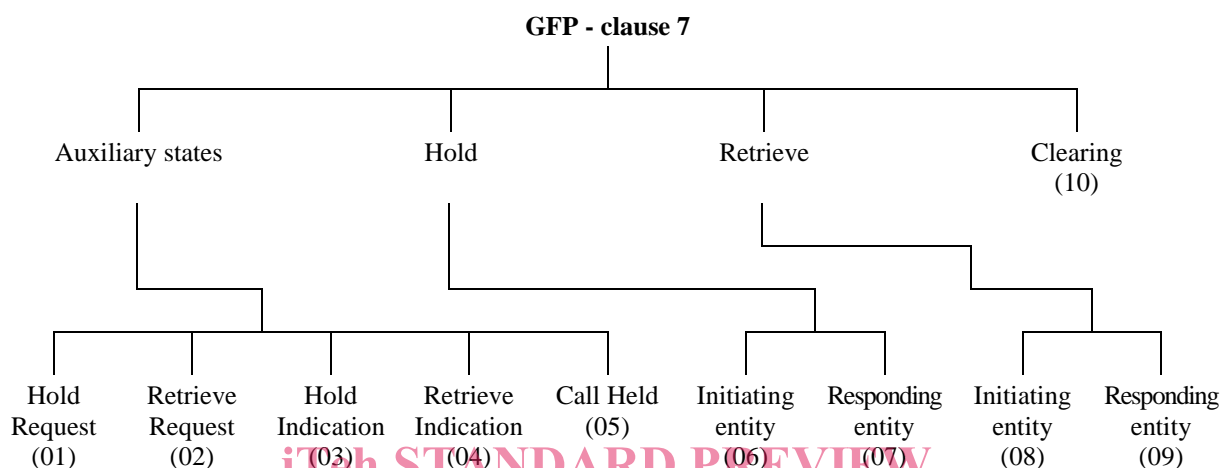 GFP - clause 7
Auxiliary states Hold Retrieve Clearing
(10)
Hold Retrieve Hold Retrieve Call Held Initiating Responding Initiating Responding
Request Request Indication Indication (05) entity entity entity entity
(01) (02) (03) (04) (06) (07) (08) (09)
iTeh STANDARD PREVIEW